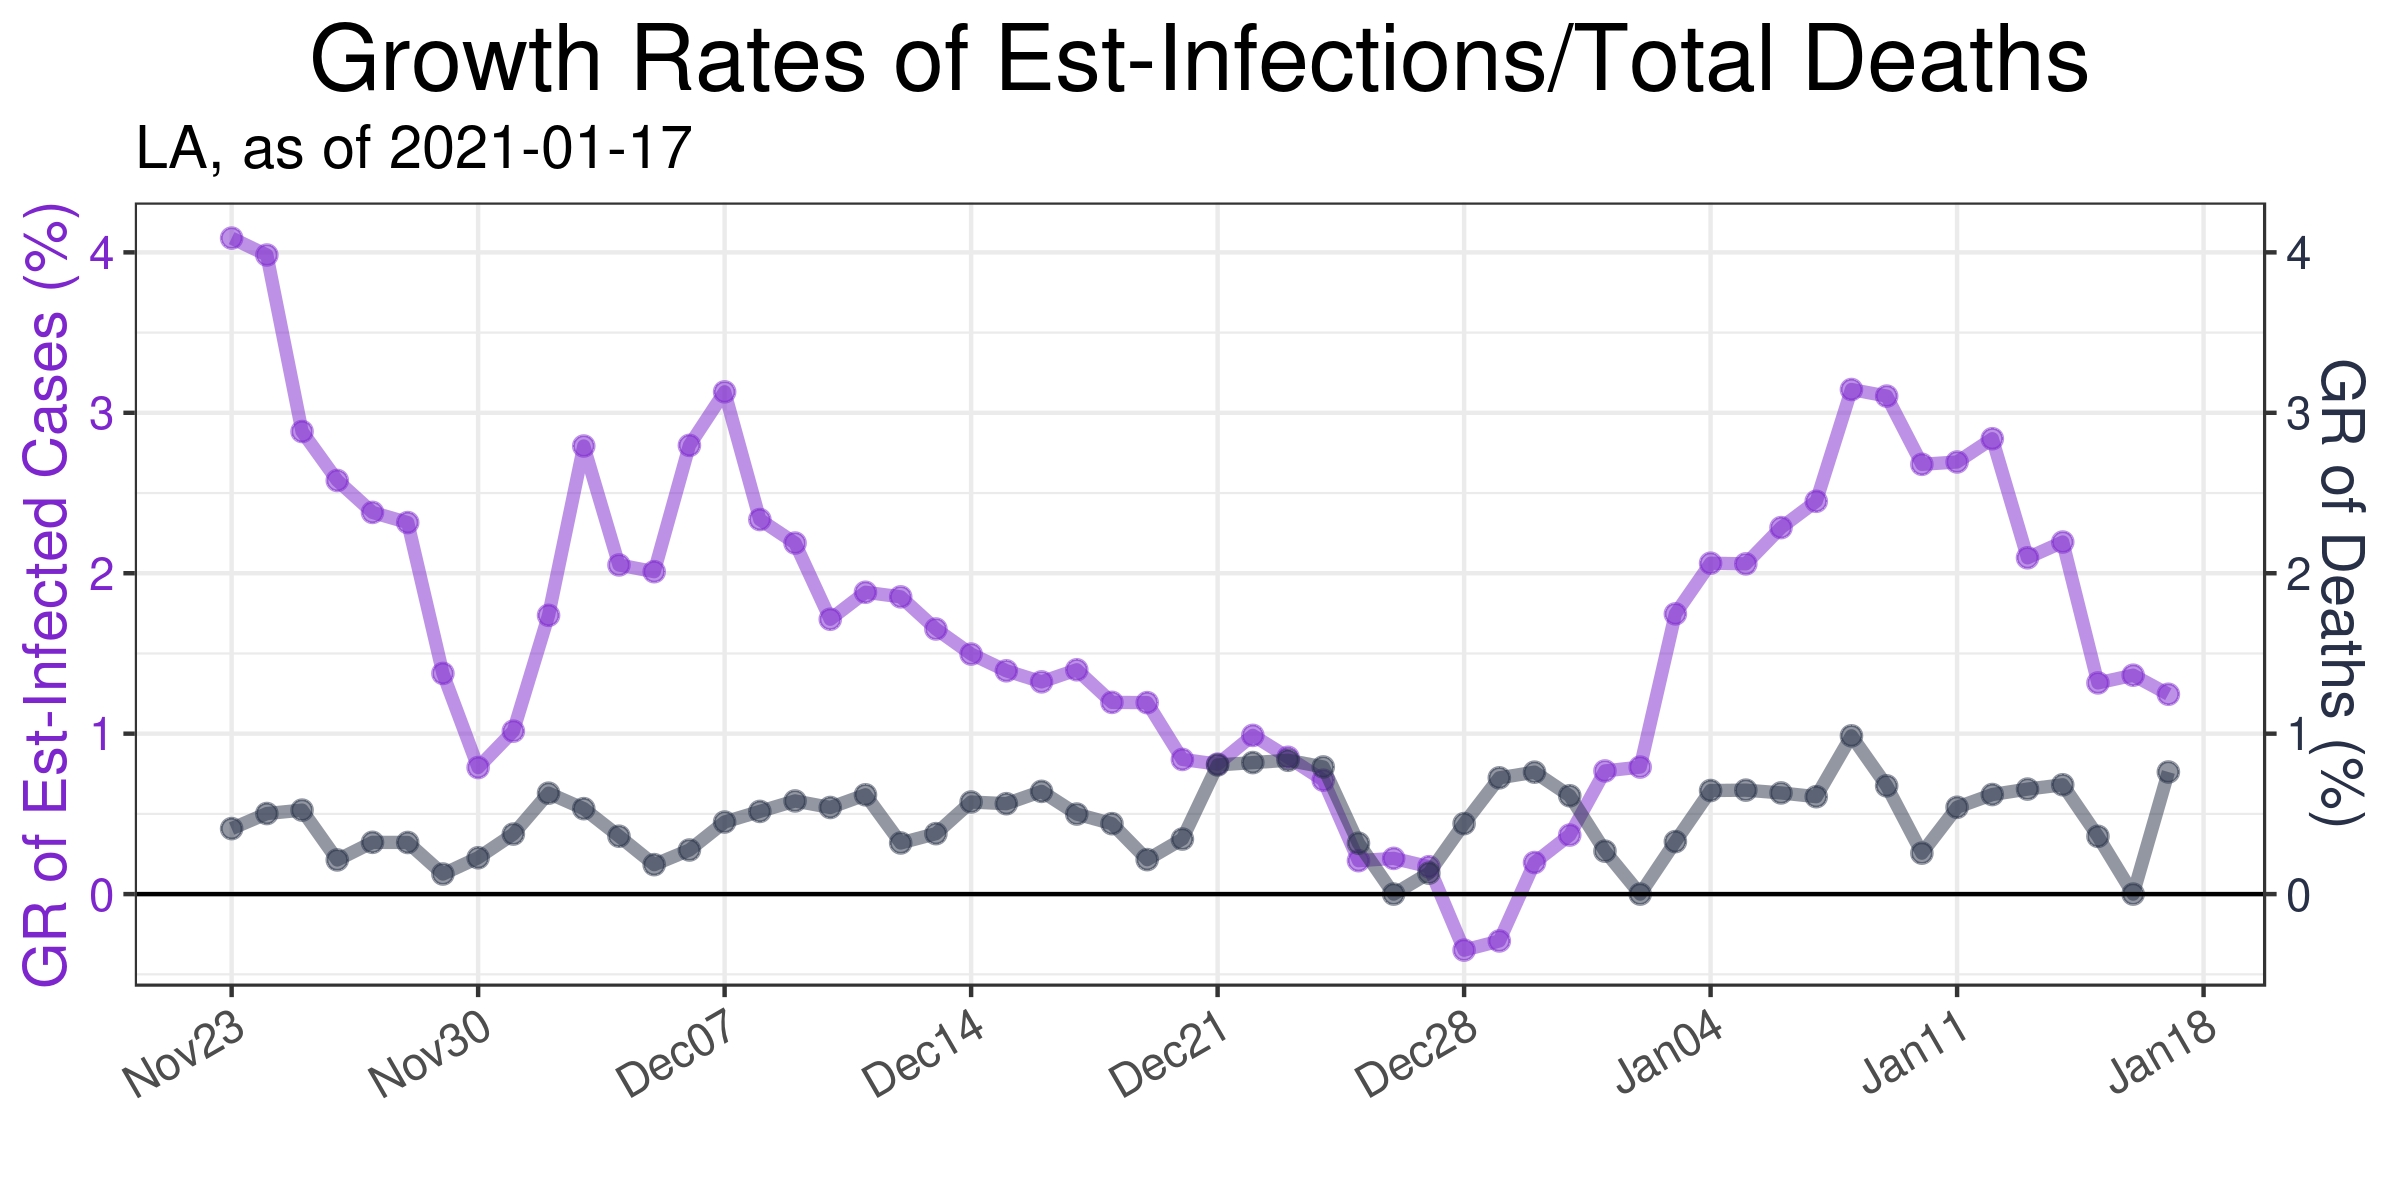 Growth Rates of Est-Infections/Total Deaths
LA, as of 2021-01-17
GR of Est-Infected Cases (%)
4
3
2
1
0
4
3
2
1
0
GR of Deaths (%)
Nov23
Nov30
Dec07
Dec14
Dec21
Dec28
Jan04
Jan11
Jan18